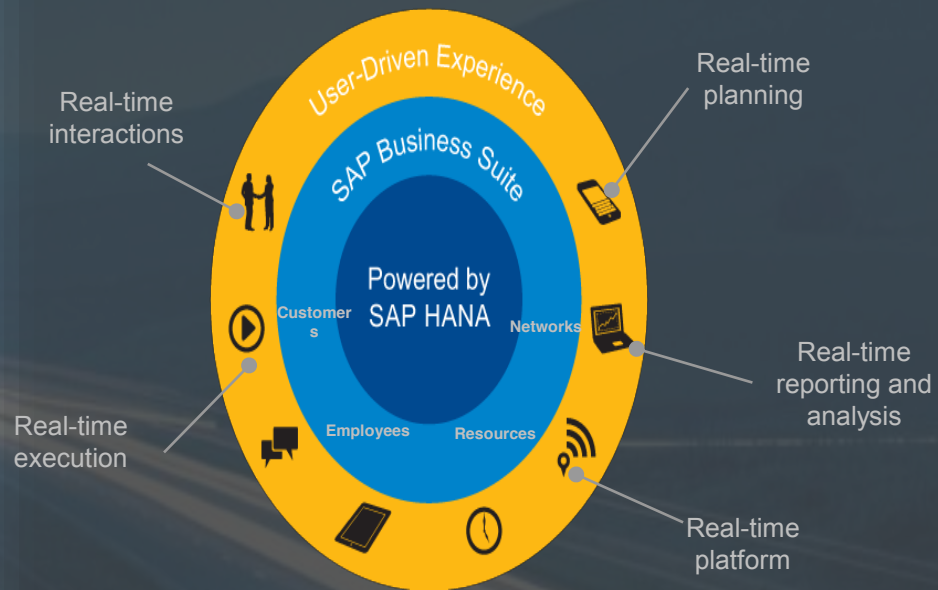 User-Driven Experience
Real-time
planning
Real-time
interactions
SAP Business Suite
Powered by
SAP HANA
Customer
s
Networks
Real-time
reporting and
analysis
Real-time
execution
Employees
Resources
Real-time
platform